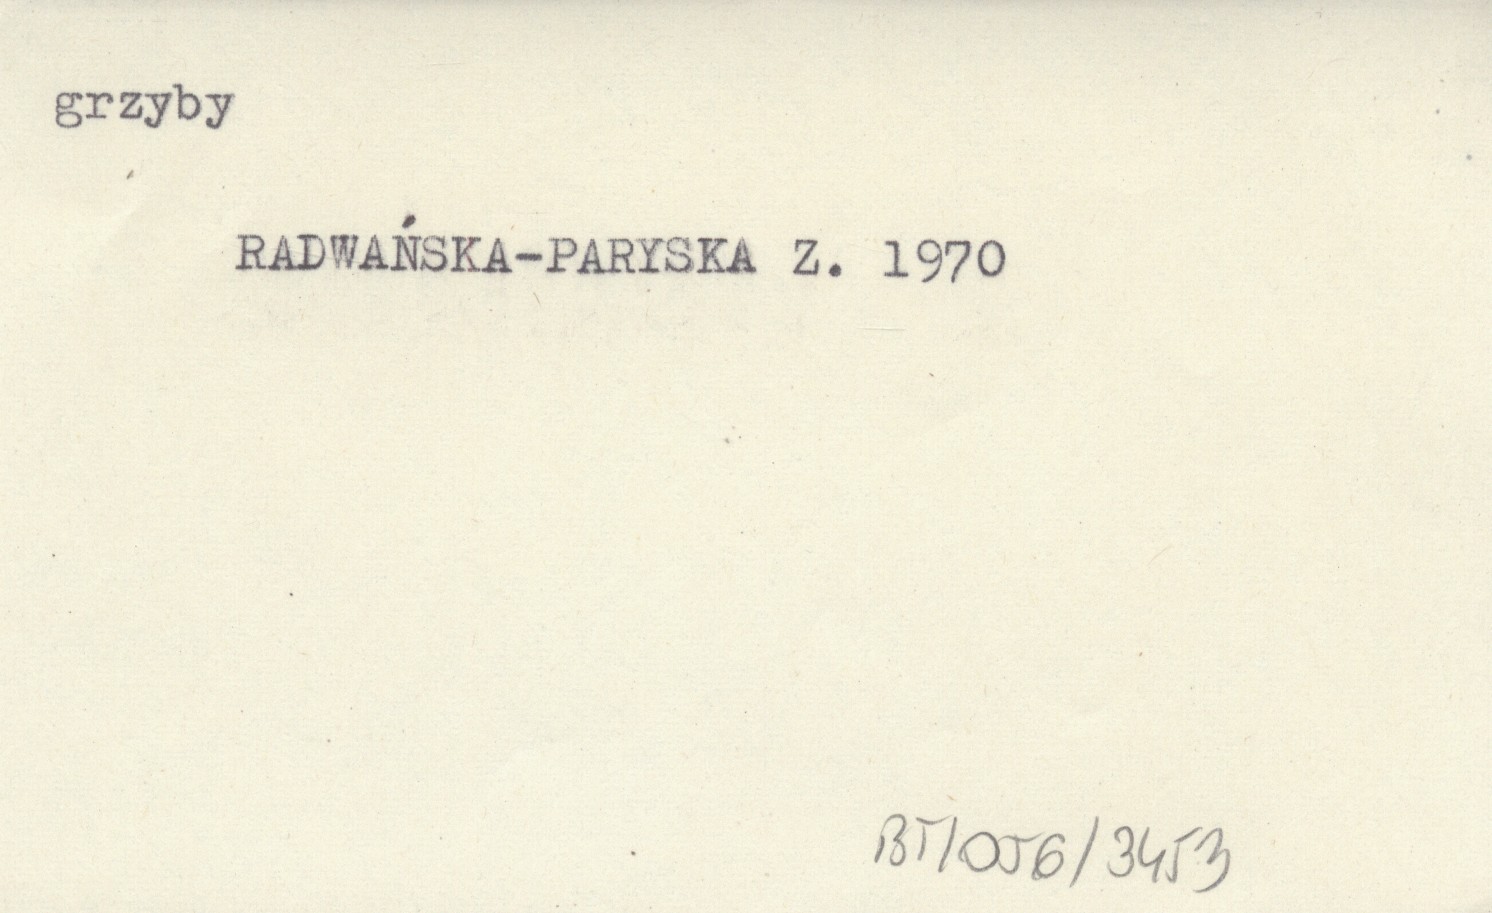 grzyby
RADWAŃSKA-PARYSKA Z. 1970
BT/056/3453